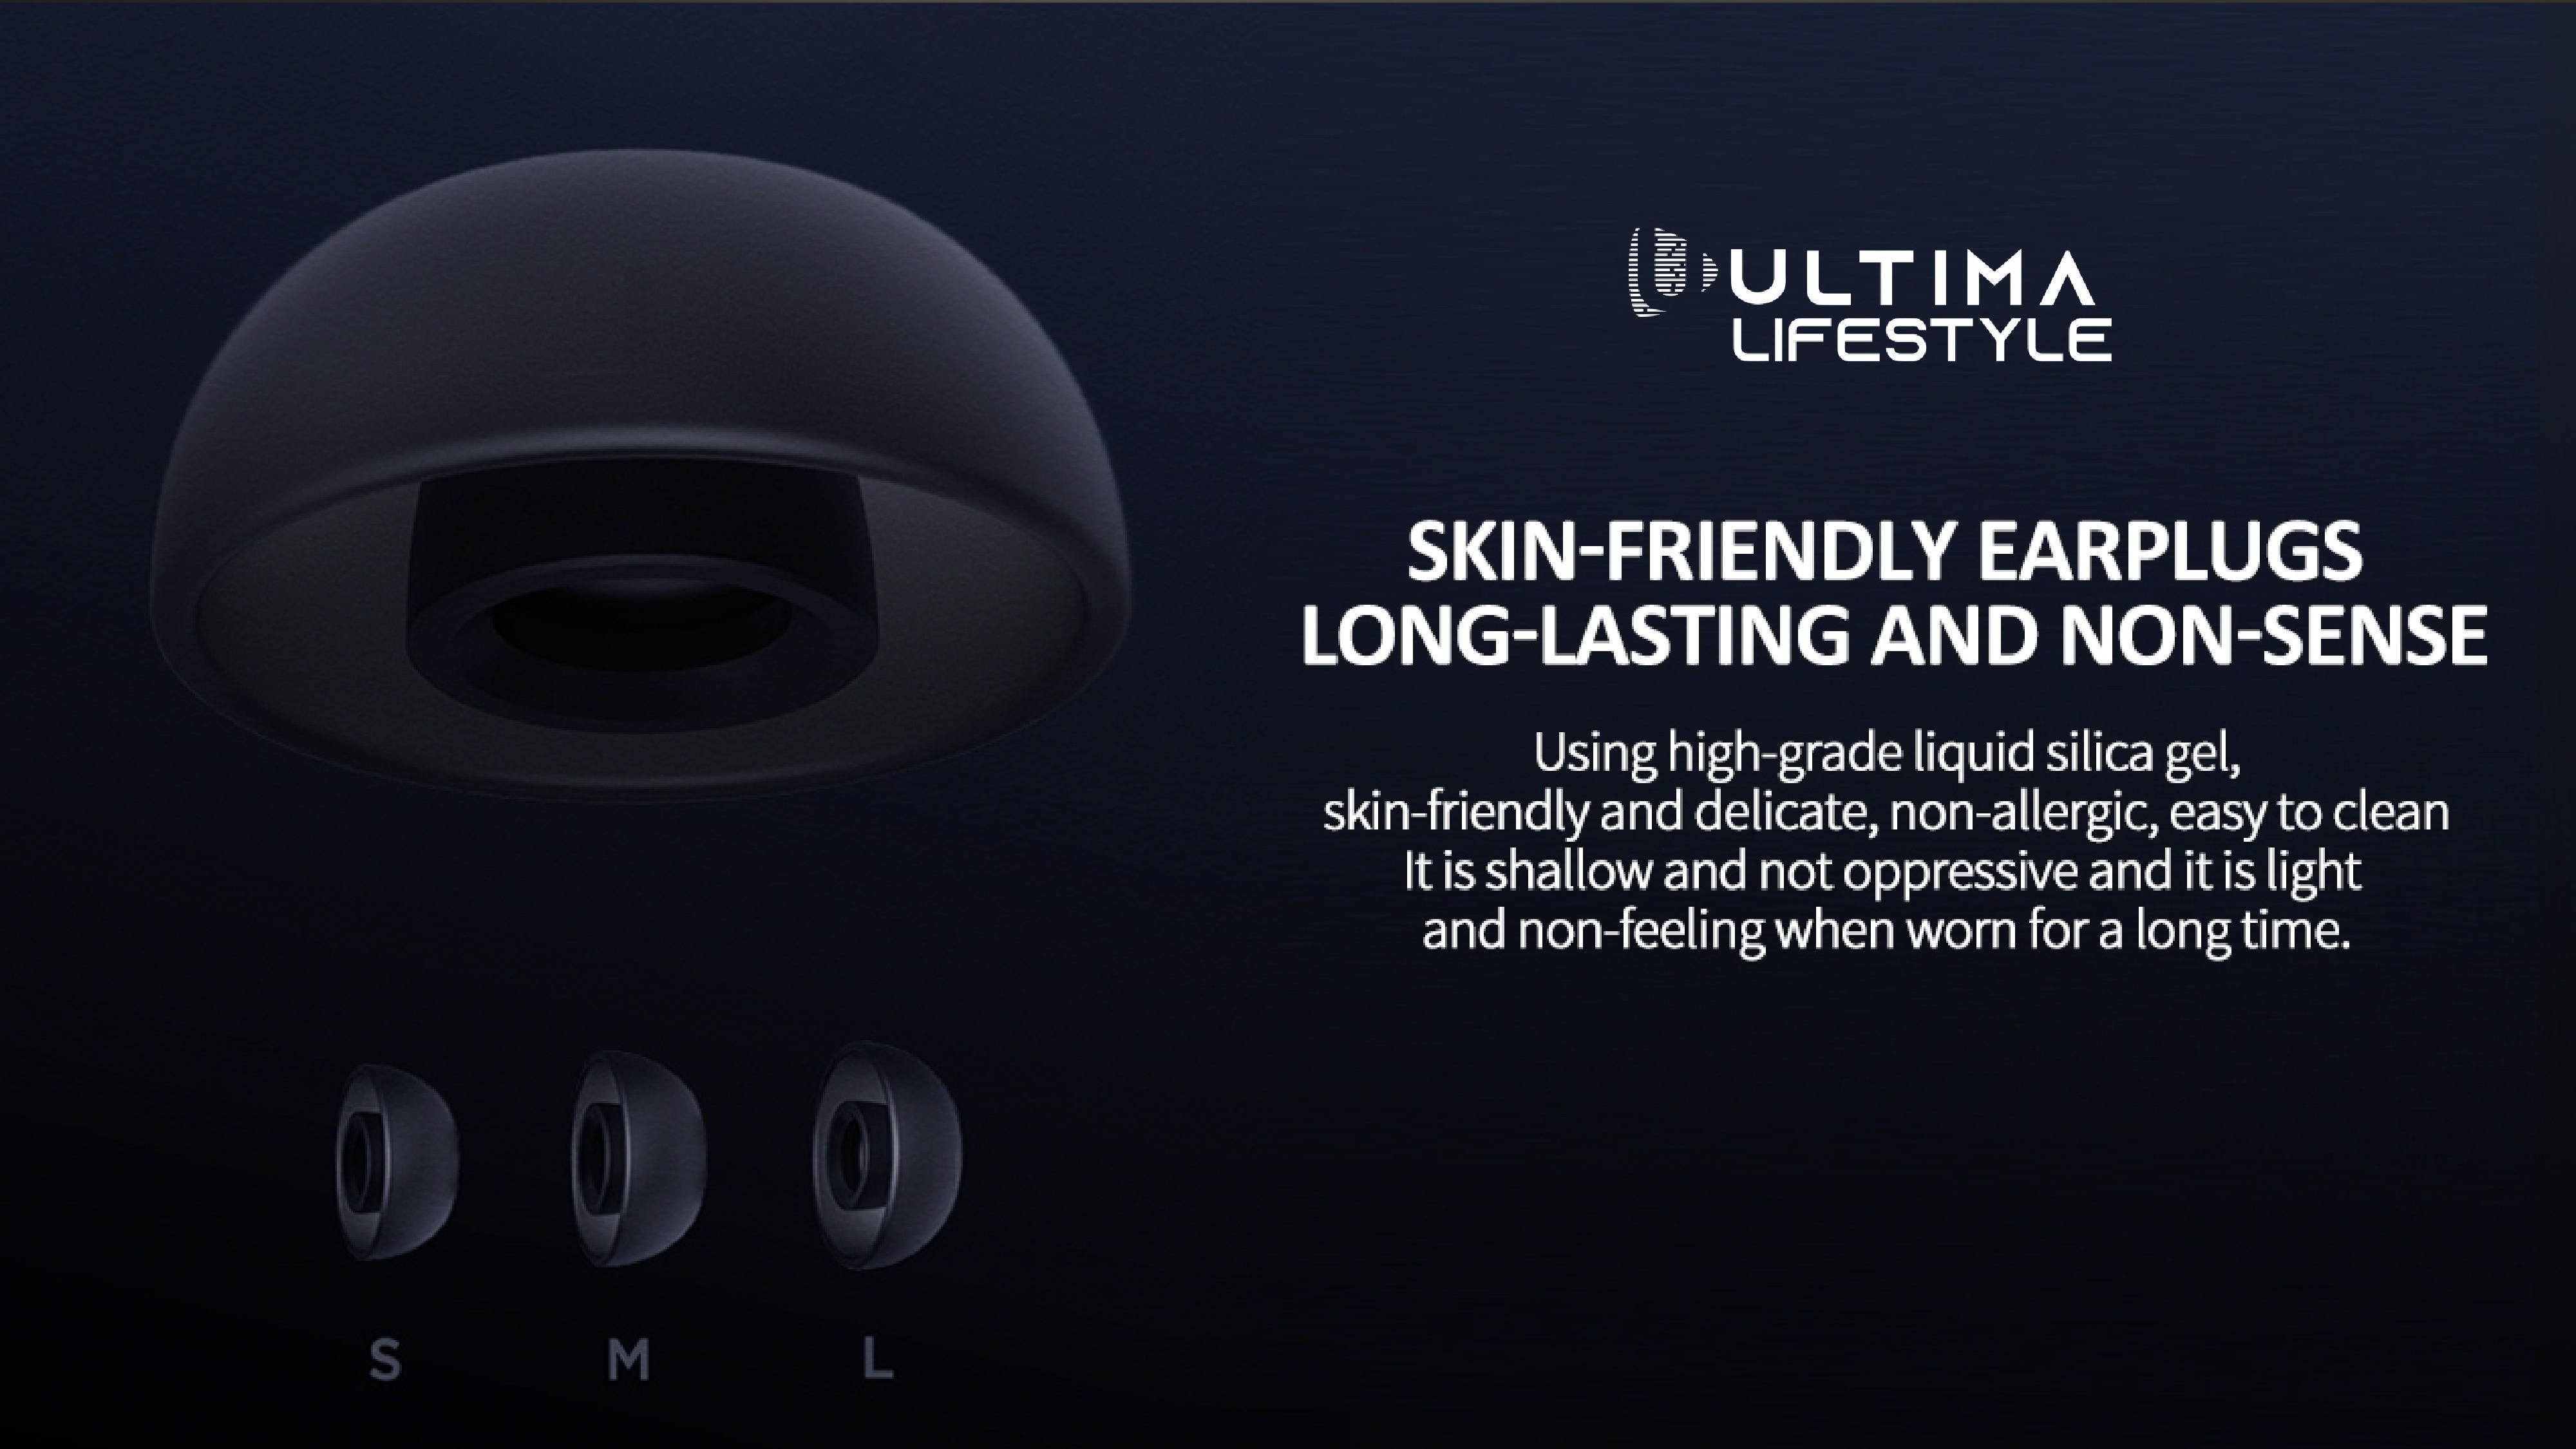 ULTIMA
LIFESTYLE
SKIN-FRIENDLY EARPLUGS
LONG-LASTING AND NON-SENSE
Using high-grade liquid silica gel,
skin-friendly and delicate, non-allergic, easy to clean
It is shallow and not oppressive and it is light
and non-feeling when worn for a long time.
S M L